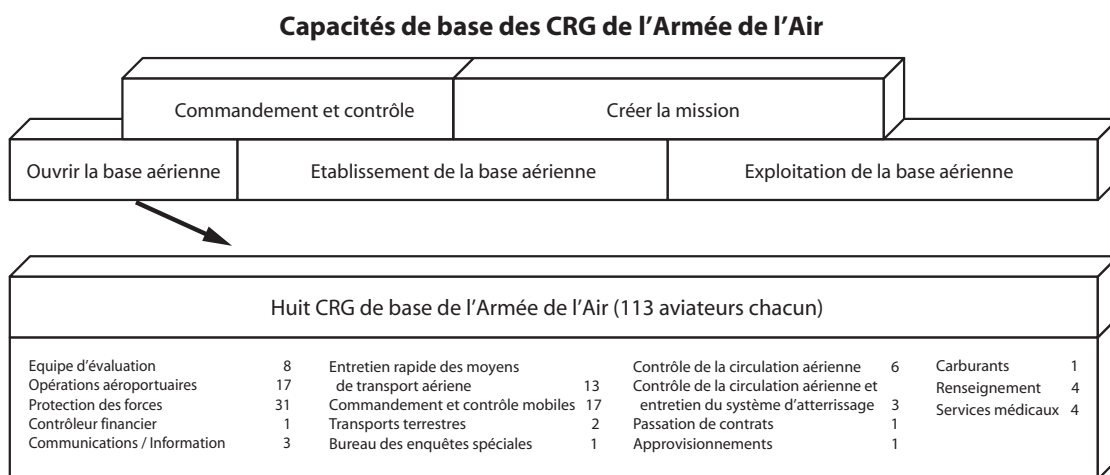 Capacités de base des CRG de l’Armée de l’Air
Commandement et contrôle
Créer la mission
Ouvrir la base aérienne
Etablissement de la base aérienne
Exploitation de la base aérienne
Huit CRG de base de l’Armée de l’Air (113 aviateurs chacun)
Equipe d’évaluation 8
Opérations aéroportuaires 17
Protection des forces 31
Contrôleur financier 1
Communications / Information 3
Entretien rapide des moyens
de transport aériene 13
Commandement et contrôle mobiles 17
Transports terrestres 2
Bureau des enquêtes spéciales 1
Contrôle de la circulation aérienne 6
Contrôle de la circulation aérienne et
entretien du système d’atterrissage 3
Passation de contrats 1
Approvisionnements 1
Carburants 1
Renseignement 4
Services médicaux 4